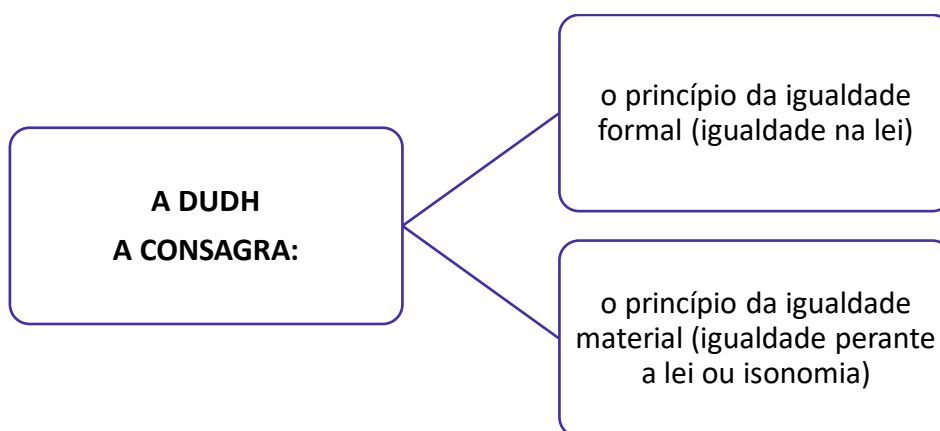 A DUDH
A CONSAGRA:
o princípio da igualdade
formal (igualdade na lei)
o princípio da igualdade
material (igualdade perante
a lei ou isonomia)